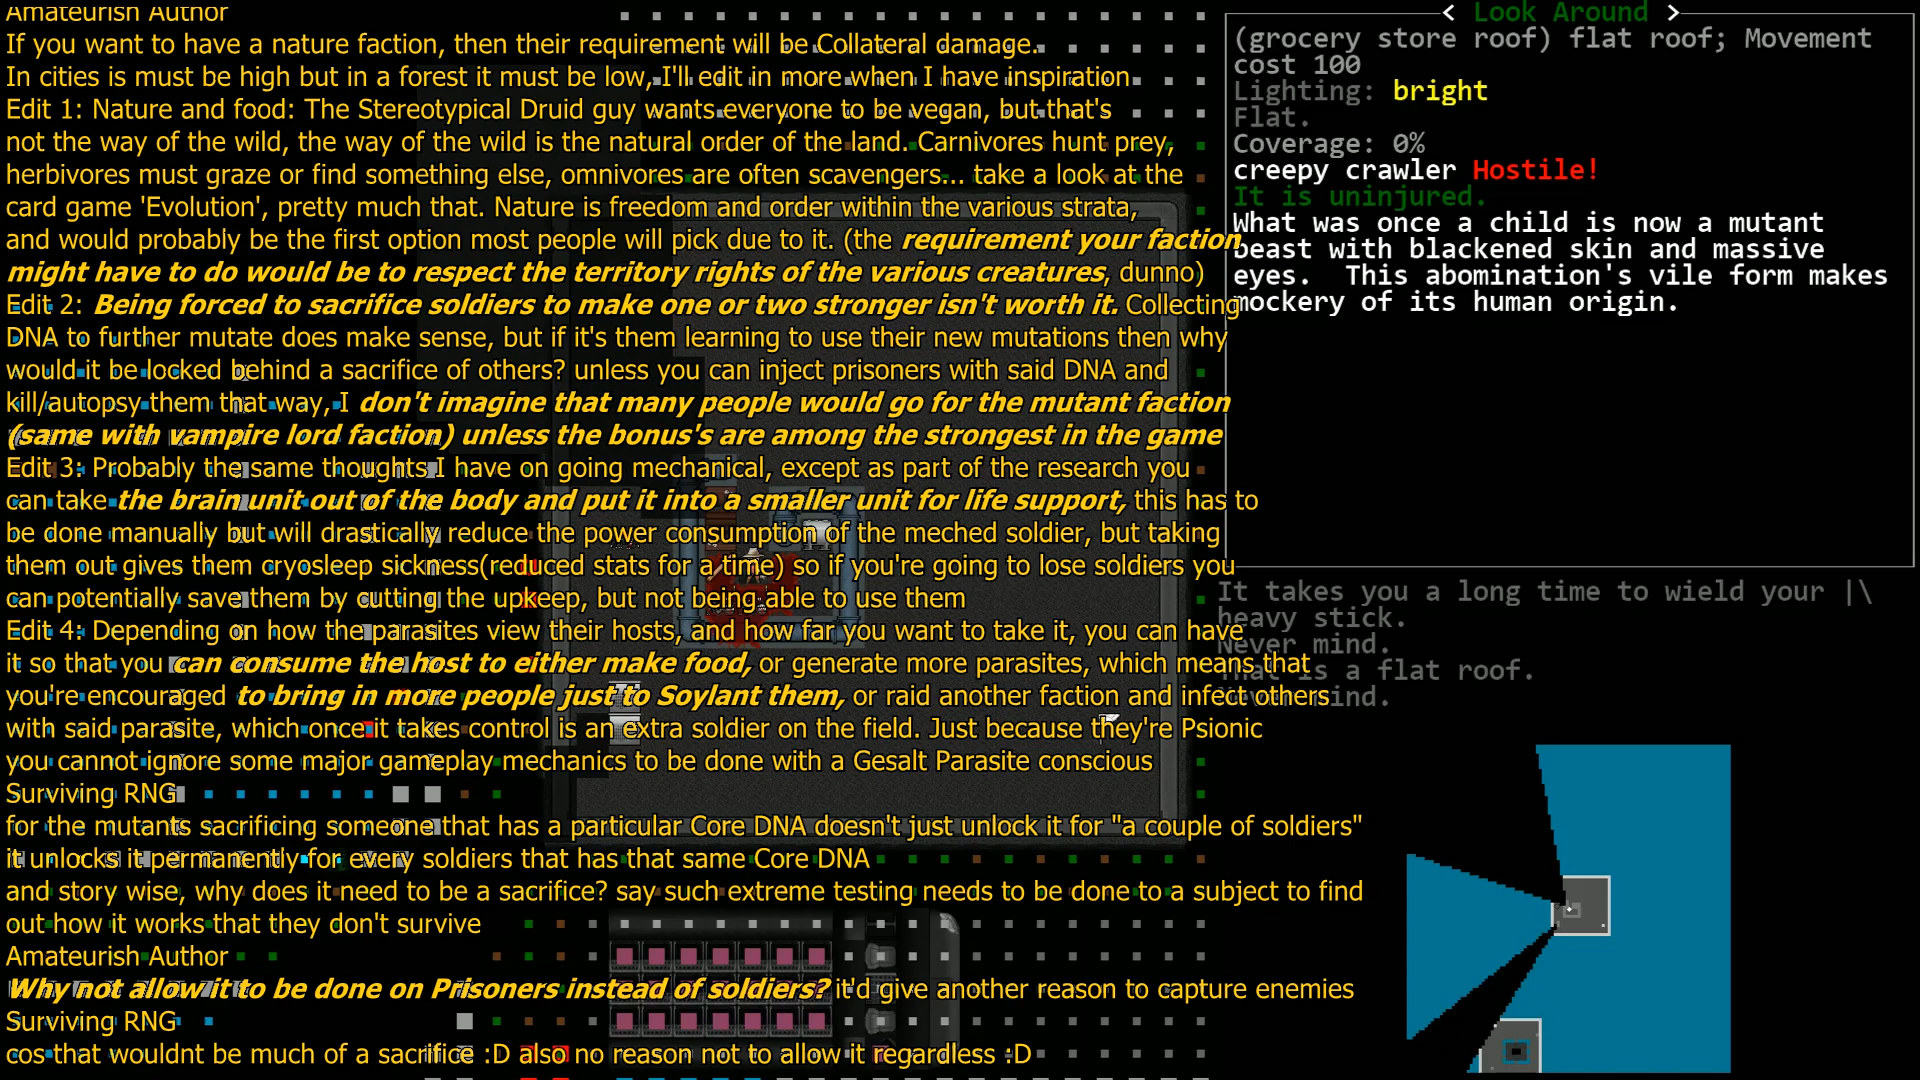 Amateurish Author
If you want to have a nature faction, then their requirement will be Collateral damage.
In cities is must be high but in a forest it must be low, I'll edit in more when I have inspiration
Edit 1: Nature and food: The Stereotypical Druid guy wants everyone to be vegan, but that's
not the way of the wild, the way of the wild is the natural order of the land. Carnivores hunt prey,
herbivores must graze or find something else, omnivores are often scavengers... take a look at the
card game 'Evolution', pretty much that. Nature is freedom and order within the various strata,
and would probably be the first option most people will pick due to it. (the requirement your faction
might have to do would be to respect the territory rights of the various creatures, dunno)
Edit 2: Being forced to sacrifice soldiers to make one or two stronger isn't worth it. Collecting
DNA to further mutate does make sense, but if it's them learning to use their new mutations then why
would it be locked behind a sacrifice of others? unless you can inject prisoners with said DNA and
kill/autopsy them that way, I don't imagine that many people would go for the mutant faction
(same with vampire lord faction) unless the bonus's are among the strongest in the game
Edit 3: Probably the same thoughts I have on going mechanical, except as part of the research you
can take the brain unit out of the body and put it into a smaller unit for life support, this has to
be done manually but will drastically reduce the power consumption of the meched soldier, but taking
them out gives them cryosleep sickness(reduced stats for a time) so if you're going to lose soldiers you
can potentially save them by cutting the upkeep, but not being able to use them
Edit 4: Depending on how the parasites view their hosts, and how far you want to take it, you can have
it so that you can consume the host to either make food, or generate more parasites, which means that
you're encouraged to bring in more people just to Soylant them, or raid another faction and infect others
with said parasite, which once it takes control is an extra soldier on the field. Just because they're Psionic
you cannot ignore some major gameplay mechanics to be done with a Gesalt Parasite conscious
Surviving RNG
for the mutants sacrificing someone that has a particular Core DNA doesn't just unlock it for "a couple of soldiers"
it unlocks it permanently for every soldiers that has that same Core DNA
and story wise, why does it need to be a sacrifice? say such extreme testing needs to be done to a subject to find
out how it works that they don't survive
Amateurish Author
Why not allow it to be done on Prisoners instead of soldiers? it'd give another reason to capture enemies
Surviving RNG
cos that wouldnt be much of a sacrifice :D also no reason not to allow it regardless :D
< Look Around >
(grocery store roof) flat roof; Movement
cost 100
Lighting: bright
Flat.
Coverage: 0%
creepy crawler Hostile!
It is uninjured.
What was once a child is now a mutant
beast with blackened skin and massive
eyes.  This abomination's vile form makes
mockery of its human origin.
It takes you a long time to wield your |\
heavy stick.
Never mind.
That is a flat roof.
Never mind.